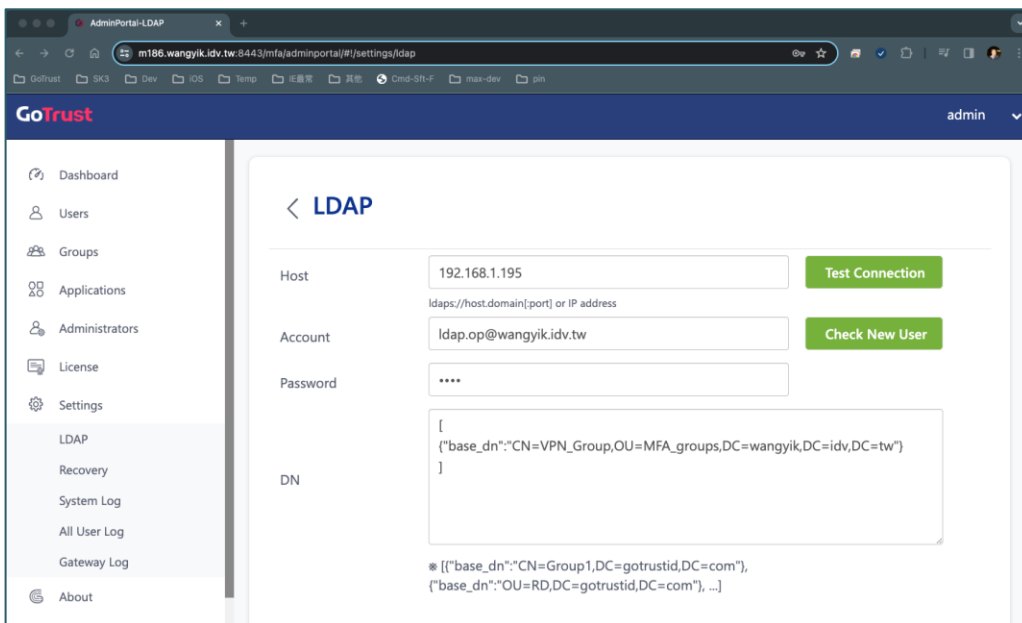 AdminPortal-LDAP
m186.wangyik.idv.tw:8443/mfa/adminportal/#!/settings/ldap
GoTrust SK3 Dev iOS Temp IE最常 其他 Cmd-Sft-F max-dev pin
GoTrust admin
Dashboard
Users
Groups
Applications
Administrators
License
Settings
LDAP
Recovery
System Log
All User Log
Gateway Log
About
LDAP
Host 192.168.1.195 Test Connection
ldaps://host.domain[:port] or IP address
Account ldap.op@wangyik.idv.tw Check New User
Password ••••
DN
[
{"base_dn":"CN=VPN_Group,OU=MFA_groups,DC=wangyik,DC=idv,DC=tw"}
]
※ [{"base_dn":"CN=Group1,DC=gotrustid,DC=com"},
{"base_dn":"OU=RD,DC=gotrustid,DC=com"}, ...]